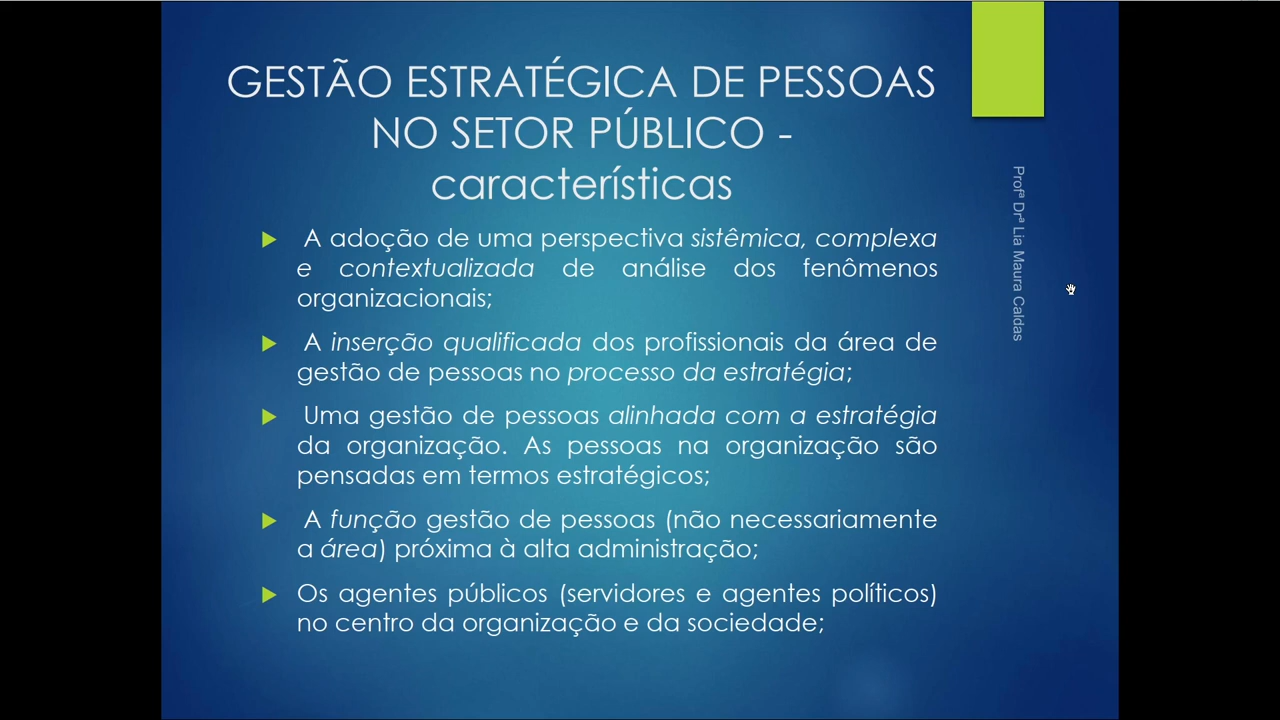 GESTÃO ESTRATÉGICA DE PESSOAS
NO SETOR PÚBLICO -
características
A adoção de uma perspectiva sistêmica, complexa
e contextualizada de análise dos fenômenos
organizacionais;
A inserção qualificada dos profissionais da área de
gestão de pessoas no processo da estratégia;
Uma gestão de pessoas alinhada com a estratégia
da organização. As pessoas na organização são
pensadas em termos estratégicos;
A função gestão de pessoas (não necessariamente
a área) próxima à alta administração;
Os agentes públicos (servidores e agentes políticos)
no centro da organização e da sociedade;
Profª Drª Lia Maura Caldas